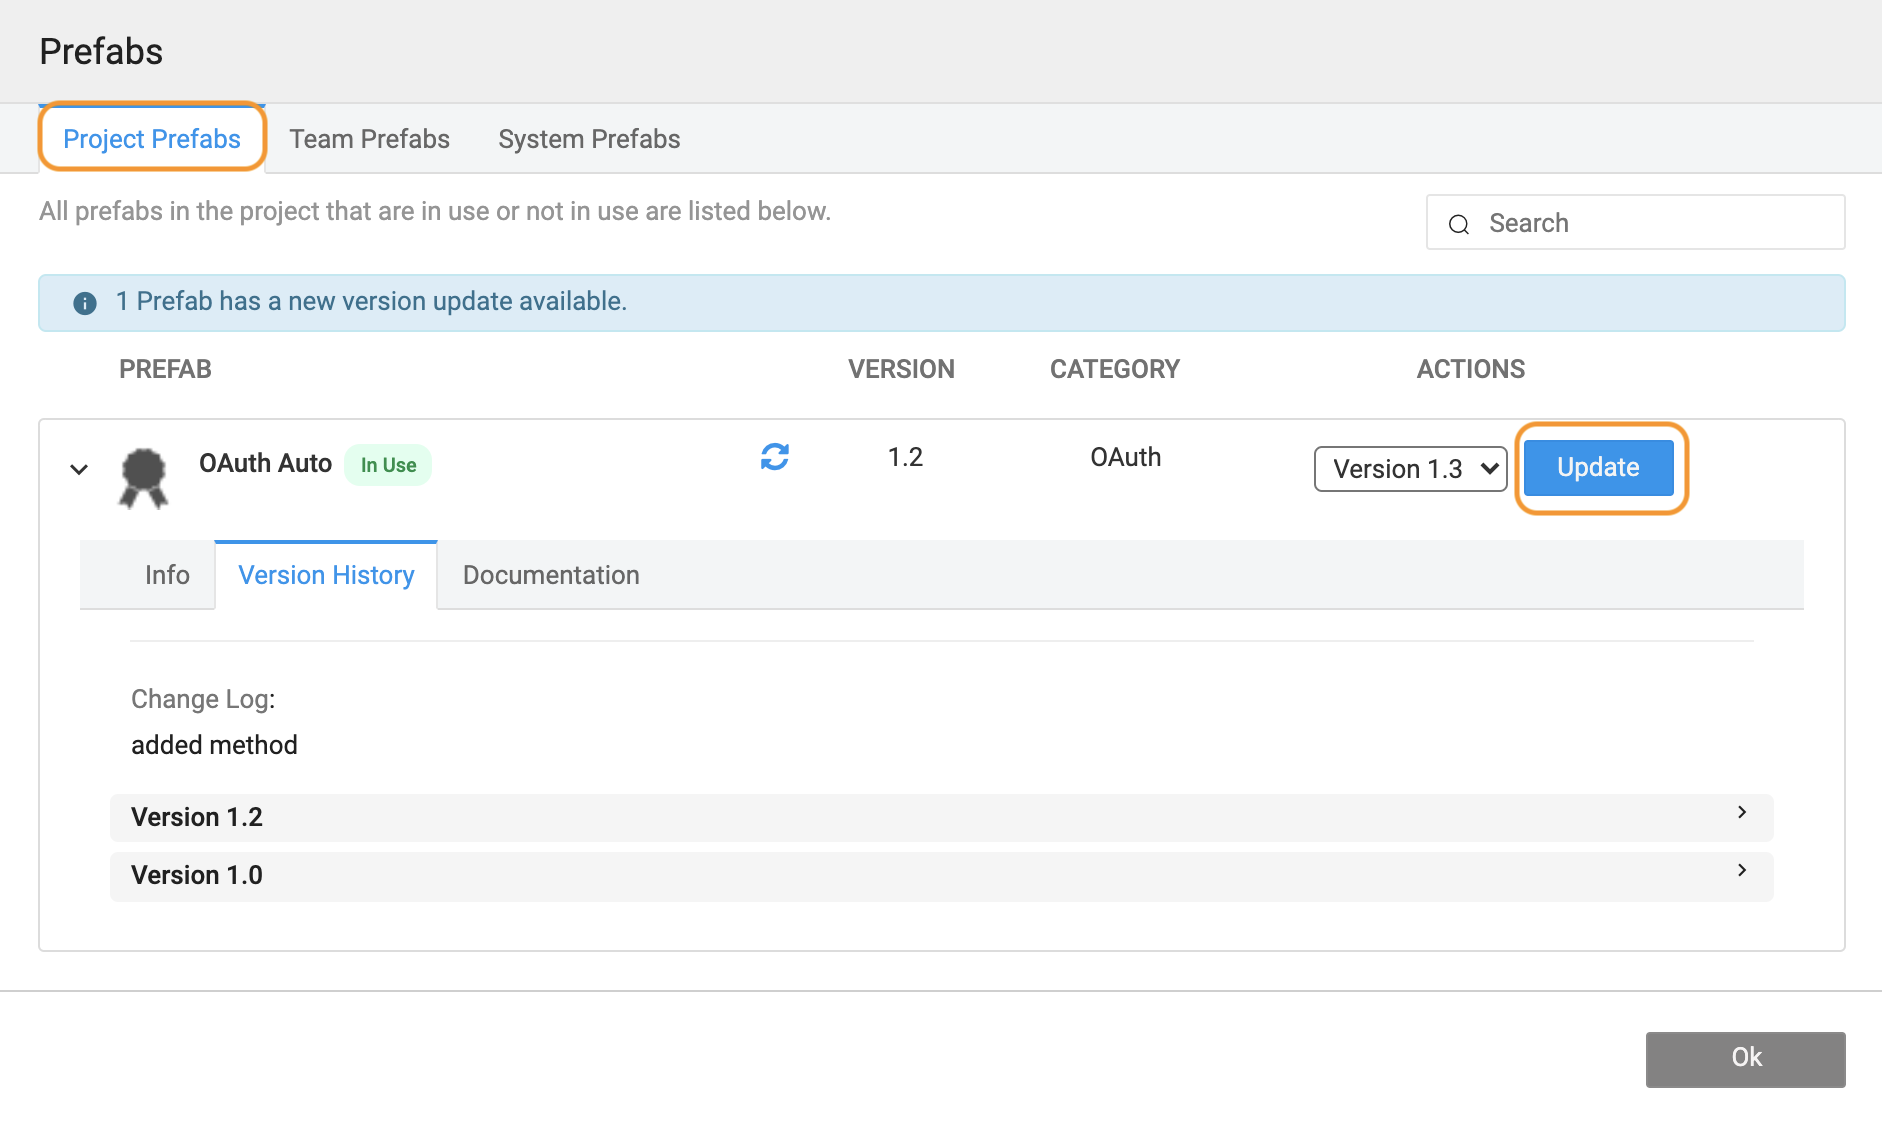 Prefabs
Project Prefabs Team Prefabs System Prefabs
All prefabs in the project that are in use or not in use are listed below.
Search
1 Prefab has a new version update available.
PREFAB VERSION CATEGORY ACTIONS
OAuth Auto In Use 1.2 OAuth Version 1.3 Update
Info Version History Documentation
Change Log:
added method
Version 1.2
Version 1.0
Ok